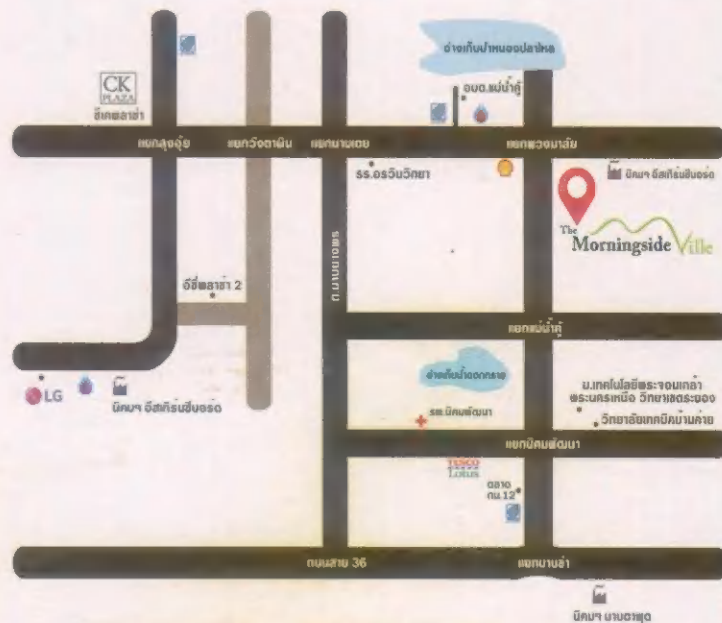 อ่างเก็บน้ำหนองปลาไหล
CK
PLAZA
ซีเคพลาซ่า
อบต.แม่น้ำคู้
แยกสุงอุ้ย
แยกวังตาผิน
แยกมาบเตย
แยกพวงมาลัย
รร.อรวินวิทยา
นิคมฯ อีสเทิร์นซีบอร์ด
The
Morningside Ville
ถ.มาบยางพร
อีซี่พลาซ่า 2
แยกแม่น้ำคู้
LG
นิคมฯ อีสเทิร์นซีบอร์ด
อ่างเก็บน้ำดอกกราย
รพ.นิคมพัฒนา
ม.เทคโนโลยีพระจอมเกล้า
พระนครเหนือ วิทยาเขตระยอง
วิทยาลัยเทคนิคบ้านค่าย
แยกนิคมพัฒนา
TESCO
Lotus
ตลาด
กม.12
ถนนสาย 36
แยกมาบข่า
นิคมฯ มาบตาพุด